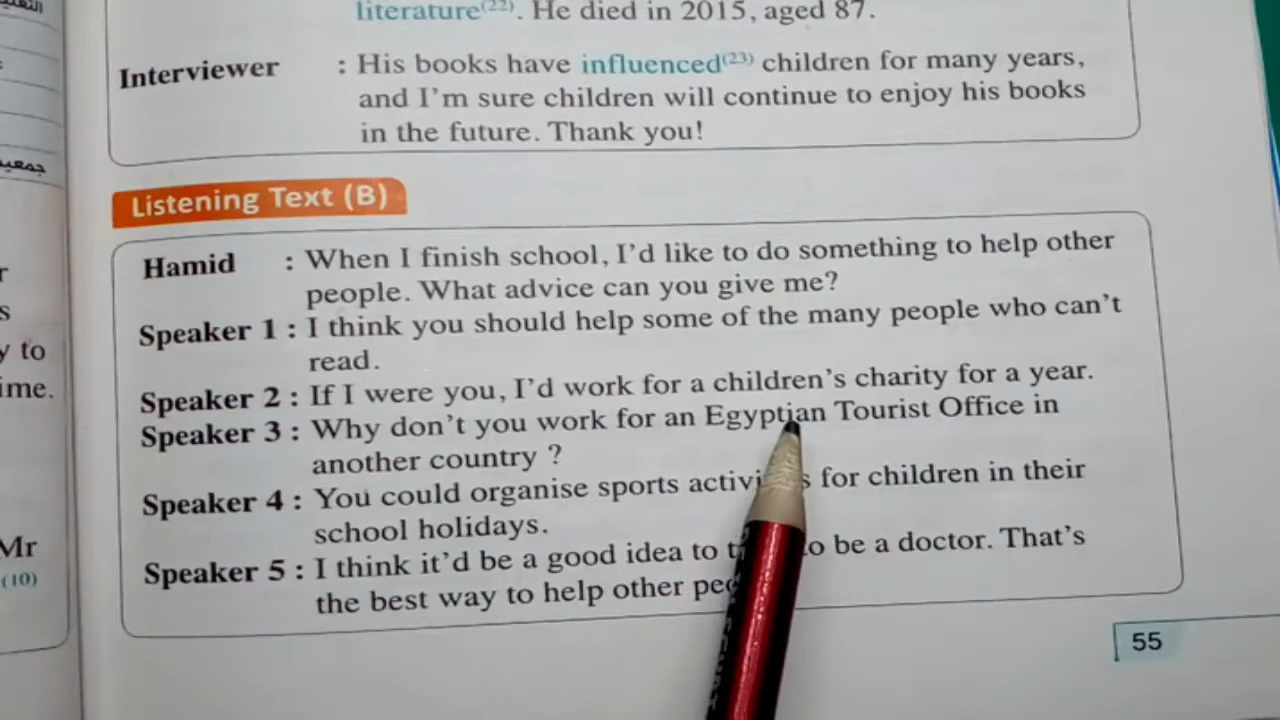 literature(22). He died in 2015, aged 87.
Interviewer : His books have influenced(23) children for many years,
and I'm sure children will continue to enjoy his books
in the future. Thank you!
Listening Text (B)
Hamid : When I finish school, I'd like to do something to help other
people. What advice can you give me?
Speaker 1 : I think you should help some of the many people who can't
read.
Speaker 2 : If I were you, I'd work for a children's charity for a year.
Speaker 3 : Why don't you work for an Egyptian Tourist Office in
another country ?
Speaker 4 : You could organise sports for children in their
school holidays.
Speaker 5 : I think it'd be a good idea to be a doctor. That's
the best way to help other
55
y to
ime.
Mr
(10)